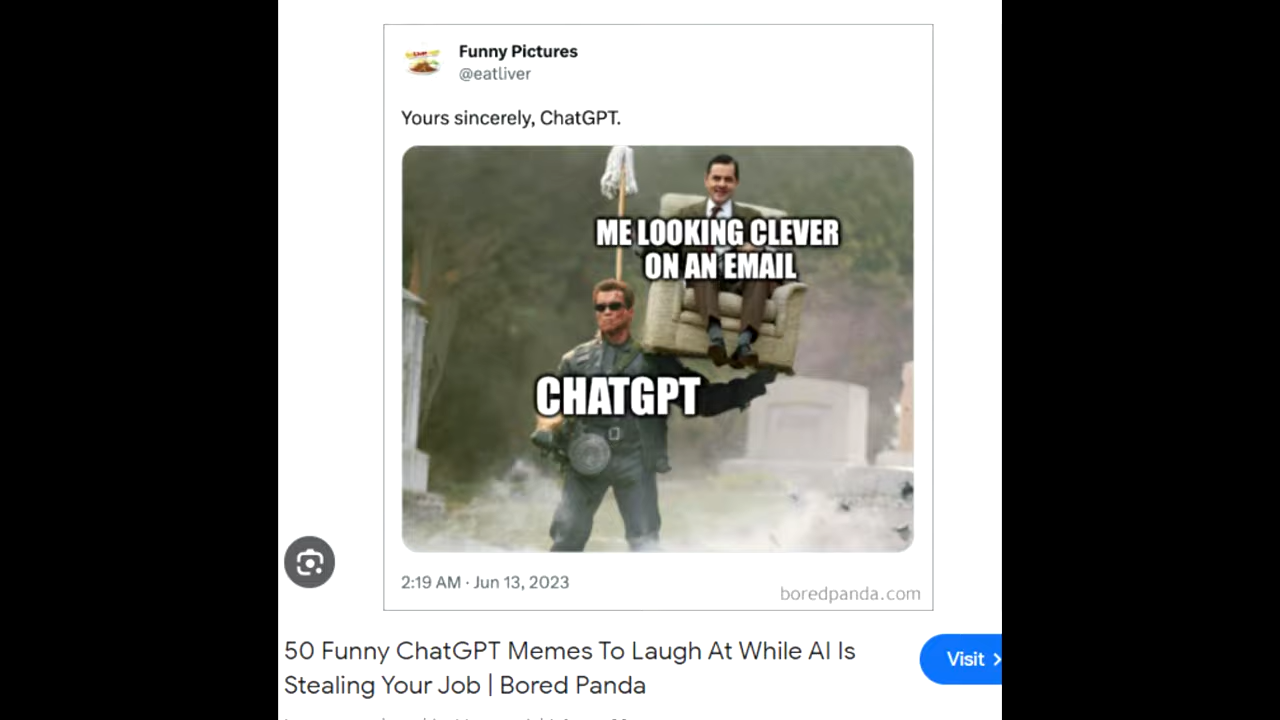 Funny Pictures
@eatliver
Yours sincerely, ChatGPT.
ME LOOKING CLEVER
ON AN EMAIL
CHATGPT
2:19 AM · Jun 13, 2023
boredpanda.com
50 Funny ChatGPT Memes To Laugh At While AI Is
Stealing Your Job | Bored Panda
Visit